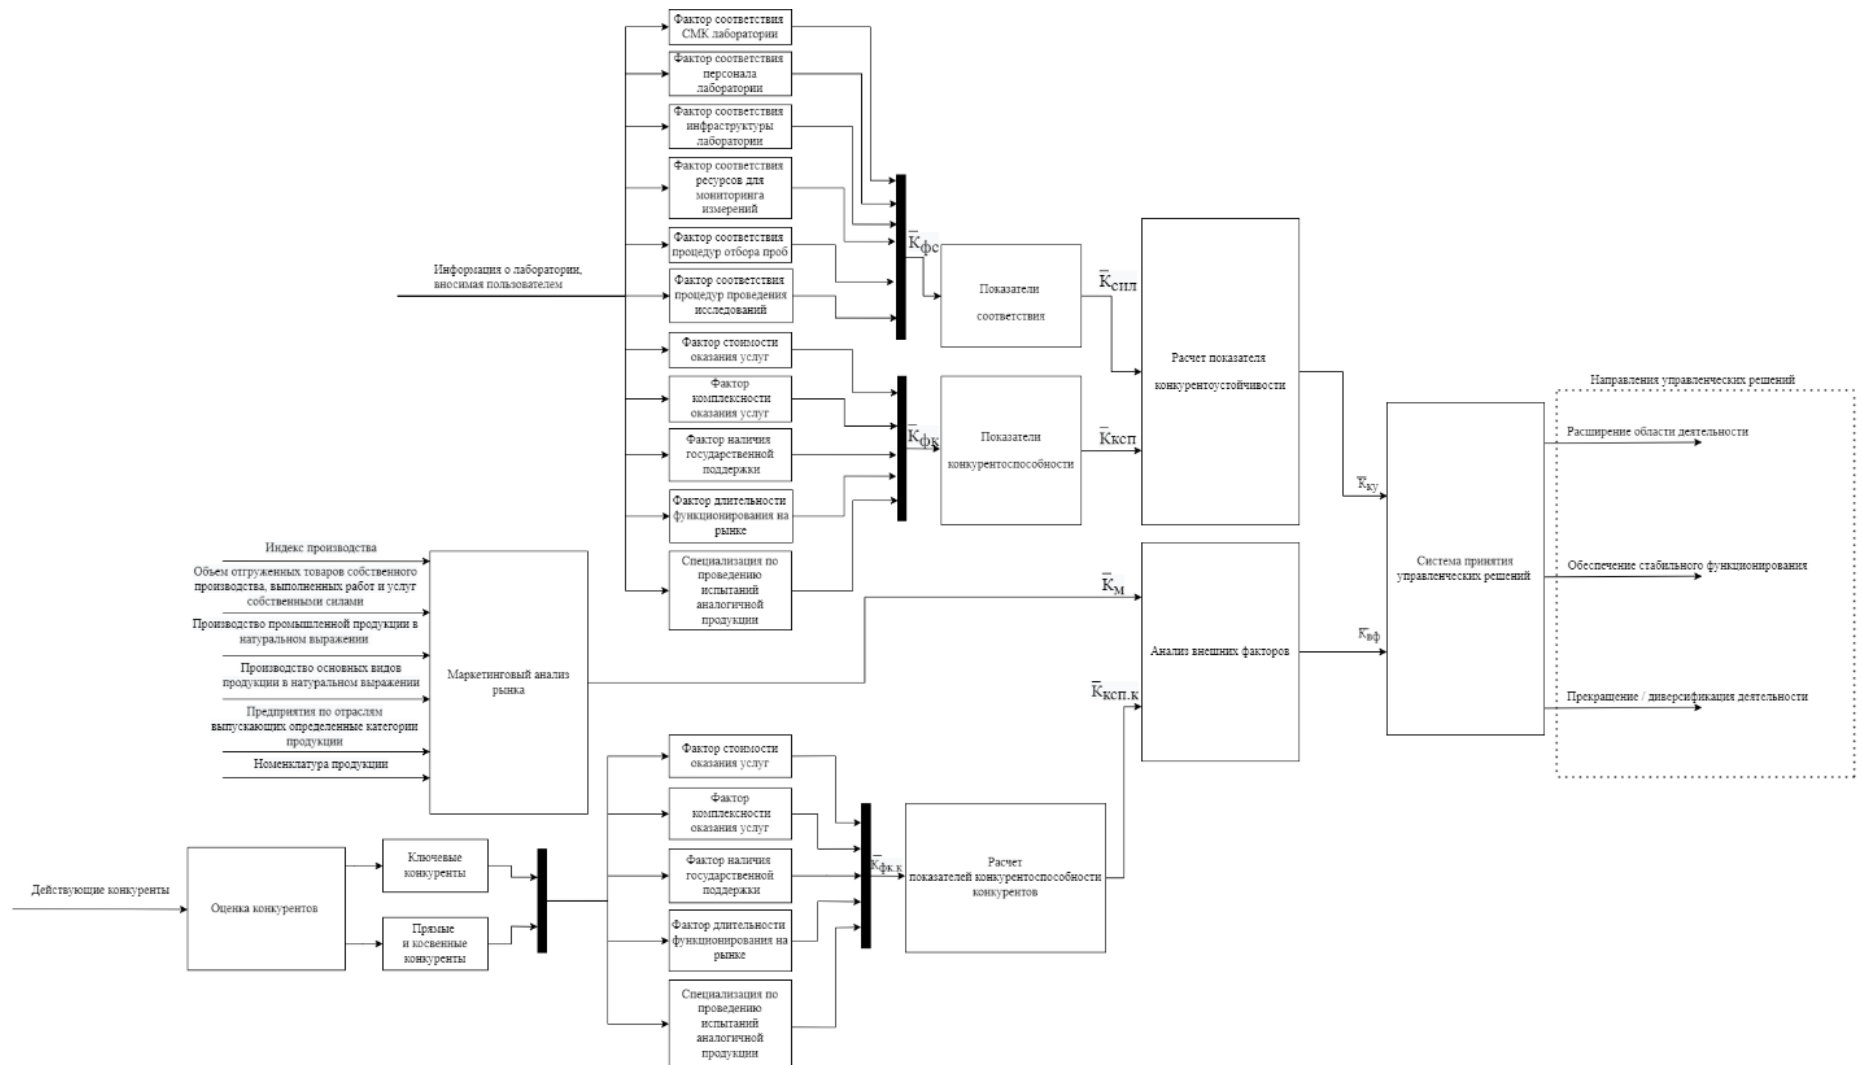 Фактор соответствия
СМК лаборатории
Фактор соответствия
персонала
лаборатории
Фактор соответствия
инфраструктуры
лаборатории
Фактор соответствия
ресурсов для
мониторинга
измерений
Фактор соответствия
процедур отбора проб
Фактор соответствия
процедур проведения
исследований
Информация о лаборатории,
вносимая пользователем
Фактор стоимости
оказания услуг
Фактор
комплексности
оказания услуг
Фактор наличия
государственной
поддержки
Фактор длительности
функционирования на
рынке
Специализация по
проведению
испытаний
аналогичной
продукции
K̅фс
Показатели
соответствия
K̅сил
K̅фк
Показатели
конкурентоспособности
K̅ксп
Расчет показателя
конкурентоустойчивости
K̅ку
Направления управленческих решений
Расширение области деятельности
Система принятия
управленческих решений
Обеспечение стабильного функционирования
Прекращение / диверсификация деятельности
Индекс производства
Объем отгруженных товаров собственного
производства, выполненных работ и услуг
собственными силами
Производство промышленной продукции в
натуральном выражении
Производство основных видов
продукции в натуральном выражении
Предприятия по отраслям
выпускающих определенные категории
продукции
Номенклатура продукции
Маркетинговый анализ
рынка
K̅м
Анализ внешних факторов
K̅вф
K̅ксп.к
Действующие конкуренты
Оценка конкурентов
Ключевые
конкуренты
Прямые
и косвенные
конкуренты
Фактор стоимости
оказания услуг
Фактор
комплексности
оказания услуг
Фактор наличия
государственной
поддержки
Фактор длительности
функционирования на
рынке
Специализация по
проведению
испытаний
аналогичной
продукции
K̅фк.к
Расчет
показателей конкурентоспособности
конкурентов